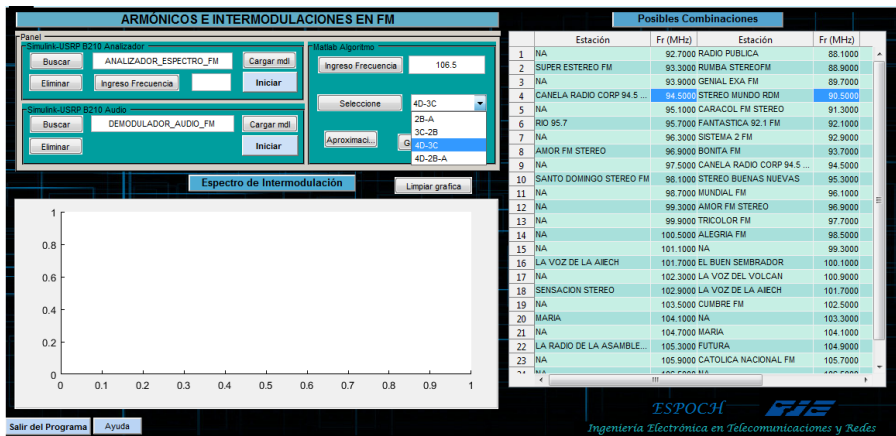 ARMÓNICOS E INTERMODULACIONES EN FM
Panel
Simulink-USRP B210 Analizador
Buscar ANALIZADOR_ESPECTRO_FM Cargar mdl
Eliminar Ingreso Frecuencia Iniciar
Simulink-USRP B210 Audio
Buscar DEMODULADOR_AUDIO_FM Cargar mdl
Eliminar Iniciar
Matlab Algoritmo
Ingreso Frecuencia 106.5
Seleccione 4D-3C
2B-A
3C-2B
4D-3C
4D-2B-A
Aproximaci... G
Espectro de Intermodulación Limpiar grafica
1
0.8
0.6
0.4
0.2
0
0 0.1 0.2 0.3 0.4 0.5 0.6 0.7 0.8 0.9 1
Posibles Combinaciones
Estación Fr (MHz) Estación Fr (MHz)
1 NA 92.7000 RADIO PUBLICA 88.1000
2 SUPER ESTEREO FM 93.3000 RUMBA STEREOFM 88.9000
3 NA 93.9000 GENIAL EXA FM 89.7000
4 CANELA RADIO CORP 94.5 ... 94.5000 STEREO MUNDO RDM 90.5000
5 NA 95.1000 CARACOL FM STEREO 91.3000
6 RIO 95.7 95.7000 FANTASTICA 92.1 FM 92.1000
7 NA 96.3000 SISTEMA 2 FM 92.9000
8 AMOR FM STEREO 96.9000 BONITA FM 93.7000
9 NA 97.5000 CANELA RADIO CORP 94.5 ... 94.5000
10 SANTO DOMINGO STEREO FM 98.1000 STEREO BUENAS NUEVAS 95.3000
11 NA 98.7000 MUNDIAL FM 96.1000
12 NA 99.3000 AMOR FM STEREO 96.9000
13 NA 99.9000 TRICOLOR FM 97.7000
14 NA 100.5000 ALEGRIA FM 98.5000
15 NA 101.1000 NA 99.3000
16 LA VOZ DE LA AIIECH 101.7000 EL BUEN SEMBRADOR 100.1000
17 NA 102.3000 LA VOZ DEL VOLCAN 100.9000
18 SENSACION STEREO 102.9000 LA VOZ DE LA AIIECH 101.7000
19 NA 103.5000 CUMBRE FM 102.5000
20 MARIA 104.1000 NA 103.3000
21 NA 104.7000 MARIA 104.1000
22 LA RADIO DE LA ASAMBLE... 105.3000 FUTURA 104.9000
23 NA 105.9000 CATOLICA NACIONAL FM 105.7000
ESPOCH FIE
Ingeniería Electrónica en Telecomunicaciones y Redes
Salir del Programa Ayuda